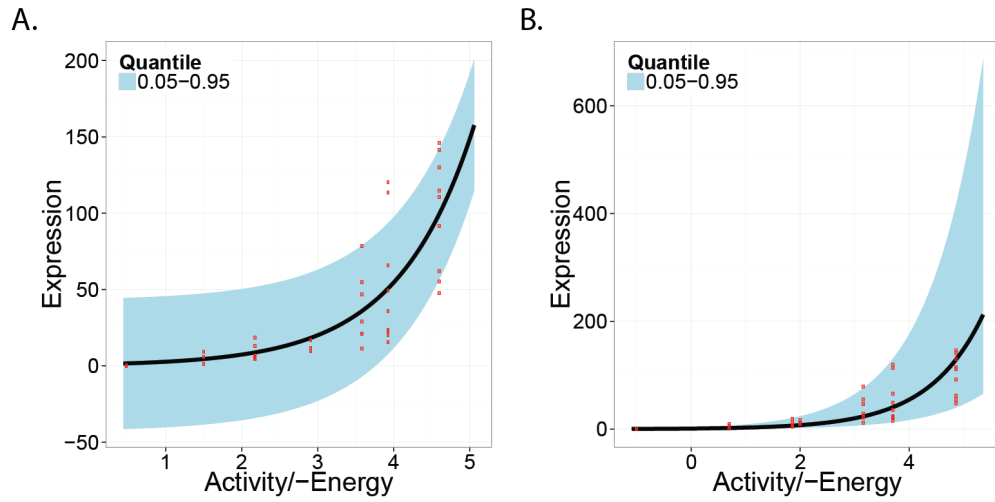 A.
Quantile
0.05−0.95
200
150
100
50
0
−50
Expression
1 2 3 4 5
Activity/−Energy
B.
Quantile
0.05−0.95
600
400
200
0
Expression
0 2 4
Activity/−Energy